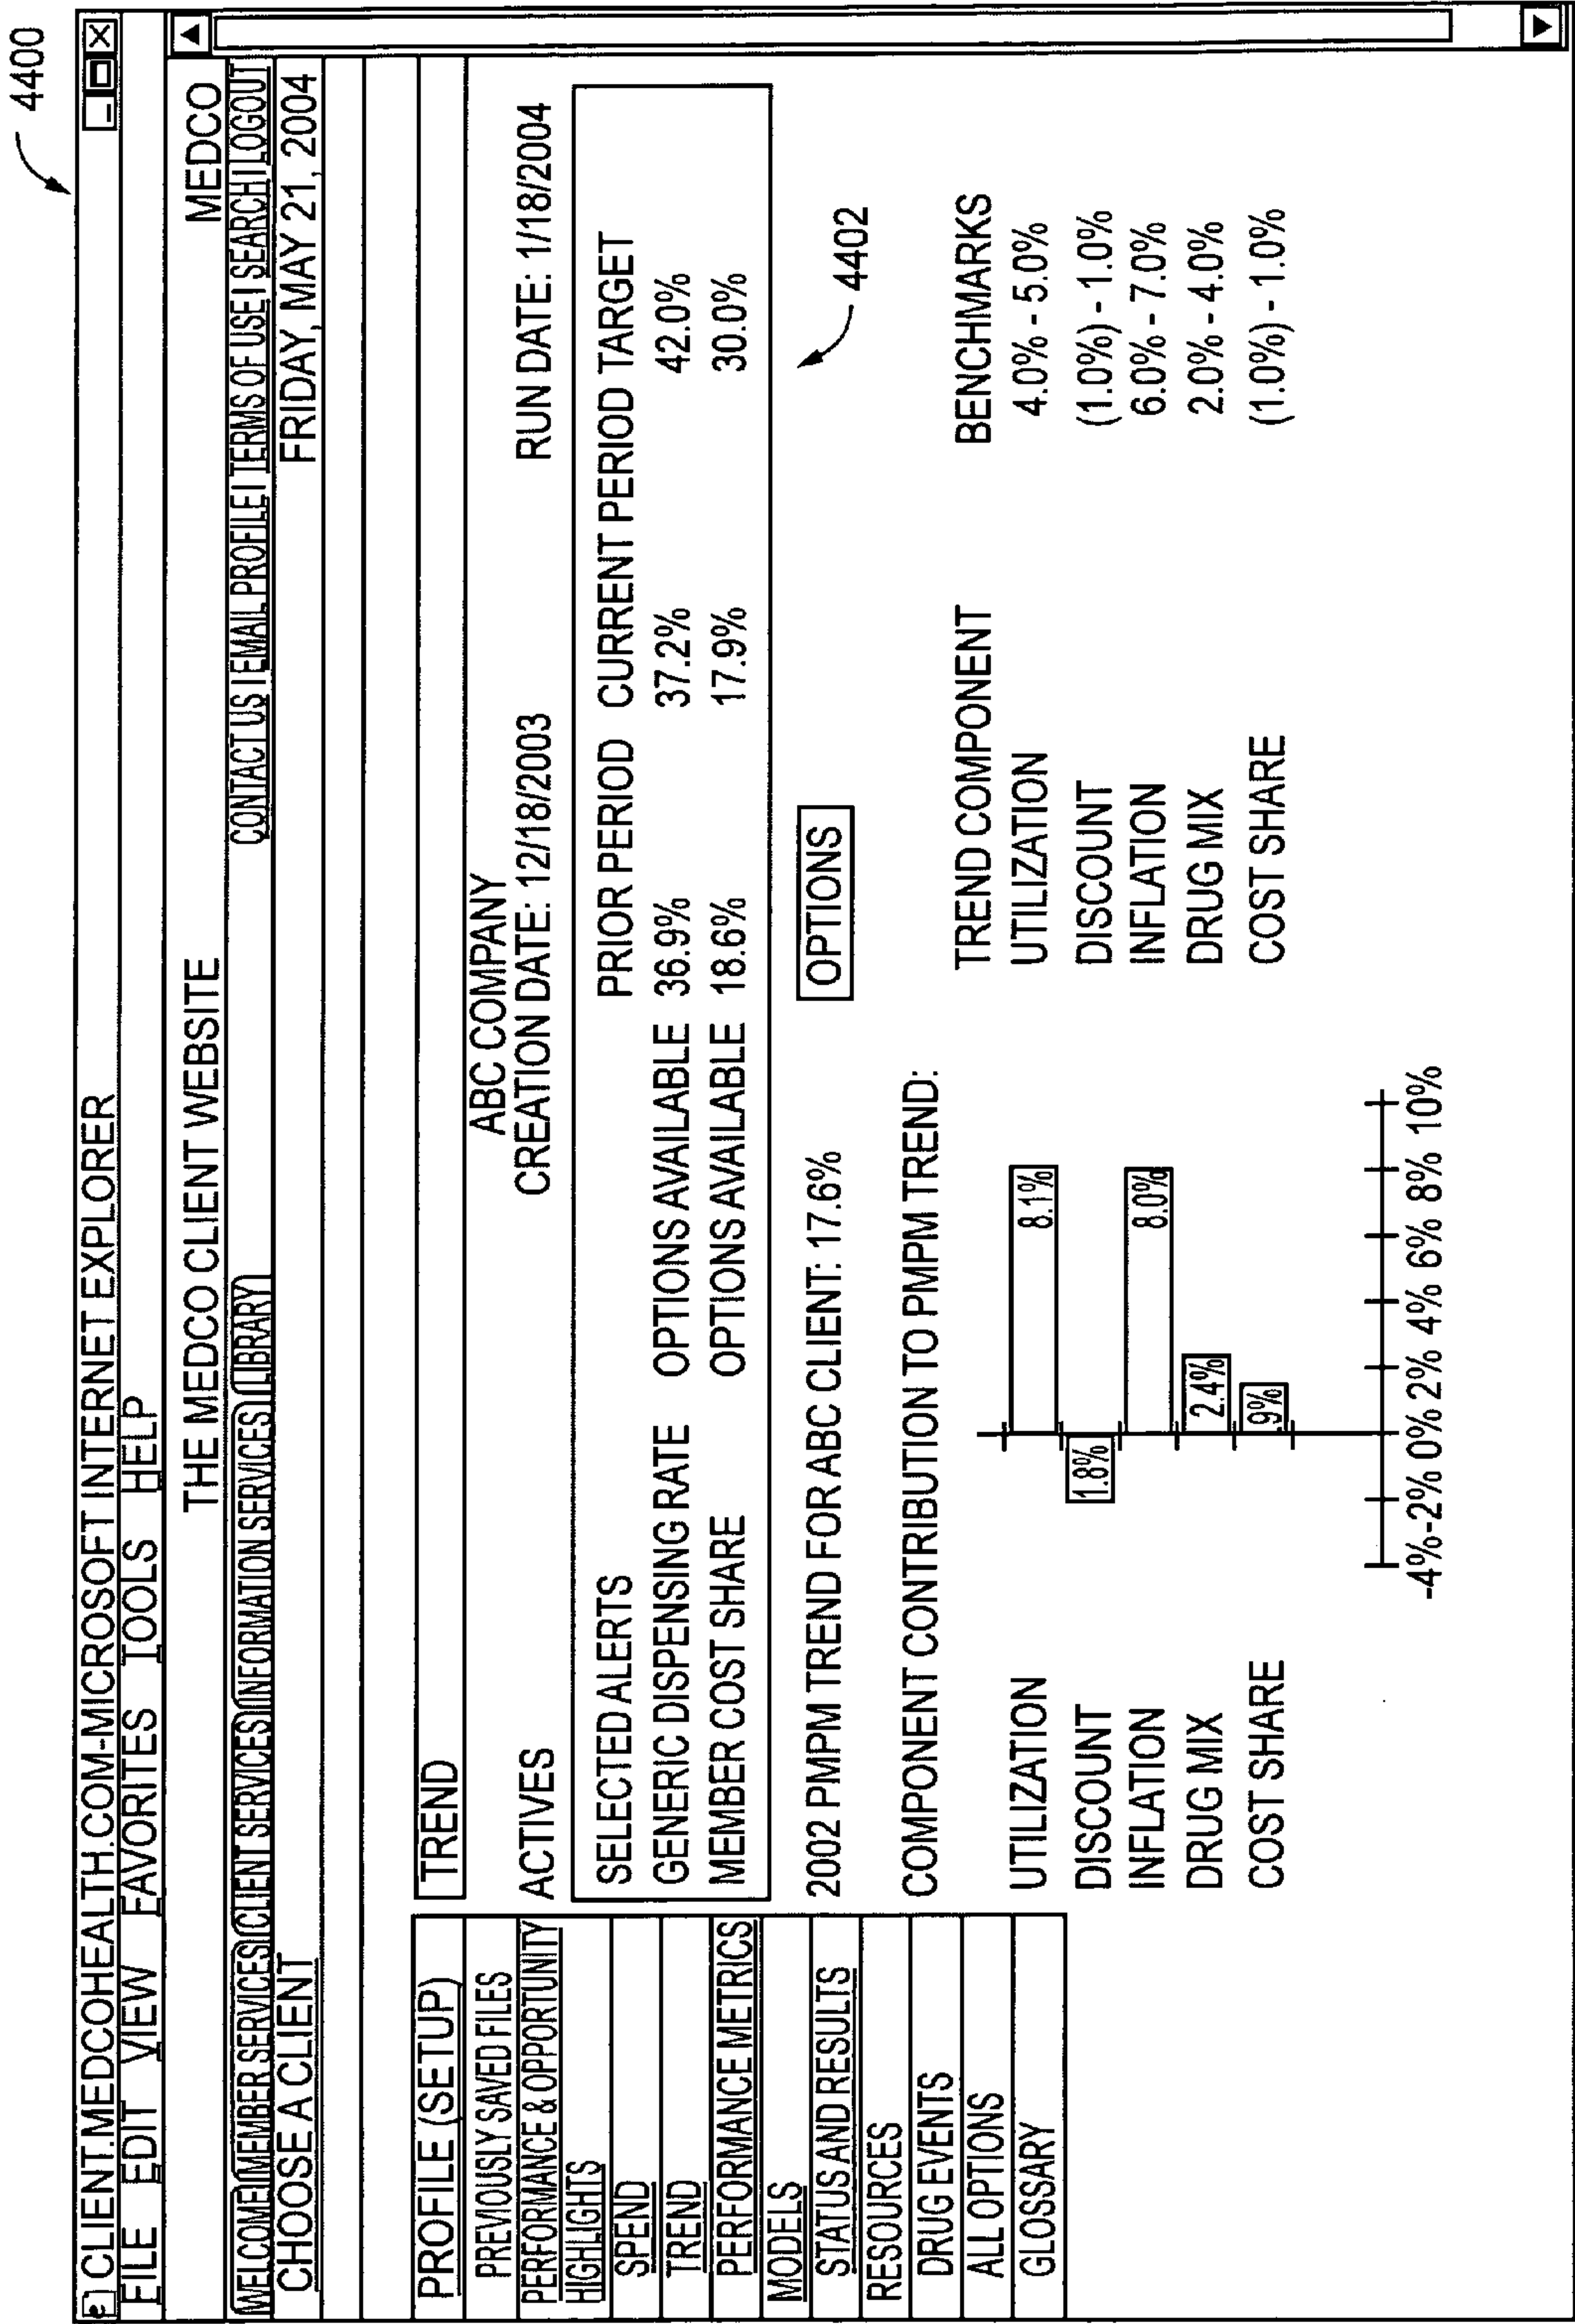 4400
CLIENT.MEDCOHEALTH.COM-MICROSOFT INTERNET EXPLORER
FILE EDIT VIEW FAVORITES TOOLS HELP
THE MEDCO CLIENT WEBSITE MEDCO
WELCOME MEMBER SERVICES CLIENT SERVICES INFORMATION SERVICES LIBRARY CONTACT US | EMAIL PROFILE | TERMS OF USE | SEARCH | LOGOUT
CHOOSE A CLIENT FRIDAY, MAY 21, 2004
PROFILE (SETUP)
PREVIOUSLY SAVED FILES
PERFORMANCE & OPPORTUNITY
HIGHLIGHTS
SPEND
TREND
PERFORMANCE METRICS
MODELS
STATUS AND RESULTS
RESOURCES
DRUG EVENTS
ALL OPTIONS
GLOSSARY
TREND
ABC COMPANY
ACTIVES CREATION DATE: 12/18/2003 RUN DATE: 1/18/2004
SELECTED ALERTS PRIOR PERIOD CURRENT PERIOD TARGET
GENERIC DISPENSING RATE OPTIONS AVAILABLE 36.9% 37.2% 42.0%
MEMBER COST SHARE OPTIONS AVAILABLE 18.6% 17.9% 30.0%
4402
2002 PMPM TREND FOR ABC CLIENT: 17.6% OPTIONS
COMPONENT CONTRIBUTION TO PMPM TREND:
TREND COMPONENT BENCHMARKS
UTILIZATION 8.1% UTILIZATION 4.0% - 5.0%
DISCOUNT 1.8% DISCOUNT (1.0%) - 1.0%
INFLATION 8.0% INFLATION 6.0% - 7.0%
DRUG MIX 2.4% DRUG MIX 2.0% - 4.0%
COST SHARE .9% COST SHARE (1.0%) - 1.0%
-4% -2% 0% 2% 4% 6% 8% 10%